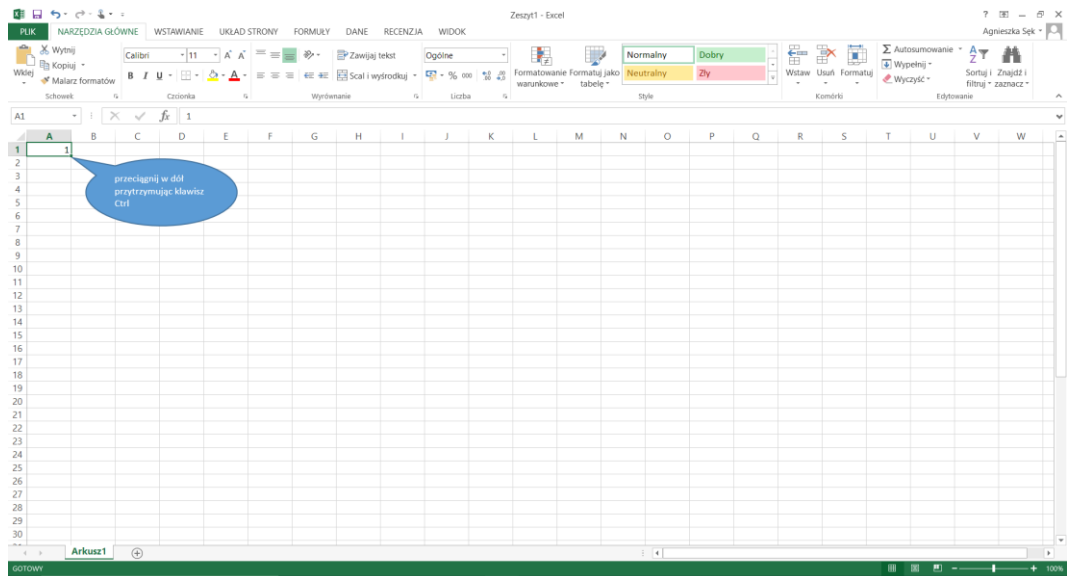 Zeszyt1 - Excel
?
PLIK NARZĘDZIA GŁÓWNE WSTAWIANIE UKŁAD STRONY FORMUŁY DANE RECENZJA WIDOK
Agnieszka Sęk
Wklej
Wytnij
Kopiuj
Malarz formatów
Schowek
Calibri 11 A A
B I U A
Czcionka
Zawijaj tekst
Scal i wyśrodkuj
Wyrównanie
Ogólne
% 000
Liczba
Formatowanie warunkowe
Formatuj jako tabelę
Normalny Dobry
Neutralny Zły
Style
Wstaw Usuń Formatuj
Komórki
Σ Autosumowanie
Wypełnij
Wyczyść
Sortuj i filtruj
Znajdź i zaznacz
Edytowanie
A1 fx 1
A B C D E F G H I J K L M N O P Q R S T U V W
1 1
2
3
4
5
6
7
8
9
10
11
12
13
14
15
16
17
18
19
20
21
22
23
24
25
26
27
28
29
30
przeciągnij w dół
przytrzymując klawisz
Ctrl
Arkusz1
GOTOWY
100%